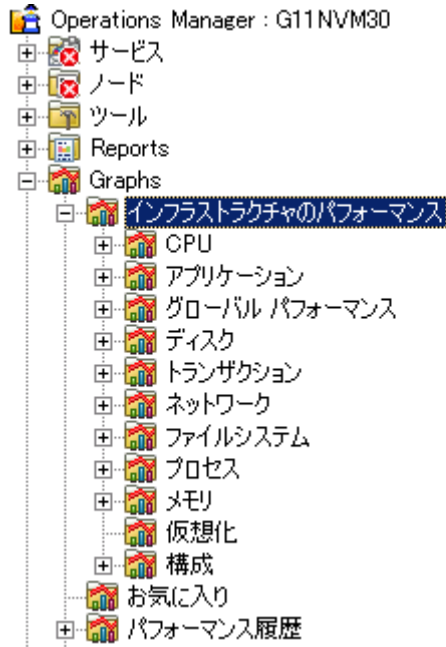 Operations Manager : G11NVM30
サービス
ノード
ツール
Reports
Graphs
インフラストラクチャのパフォーマンス
CPU
アプリケーション
グローバル パフォーマンス
ディスク
トランザクション
ネットワーク
ファイルシステム
プロセス
メモリ
仮想化
構成
お気に入り
パフォーマンス履歴